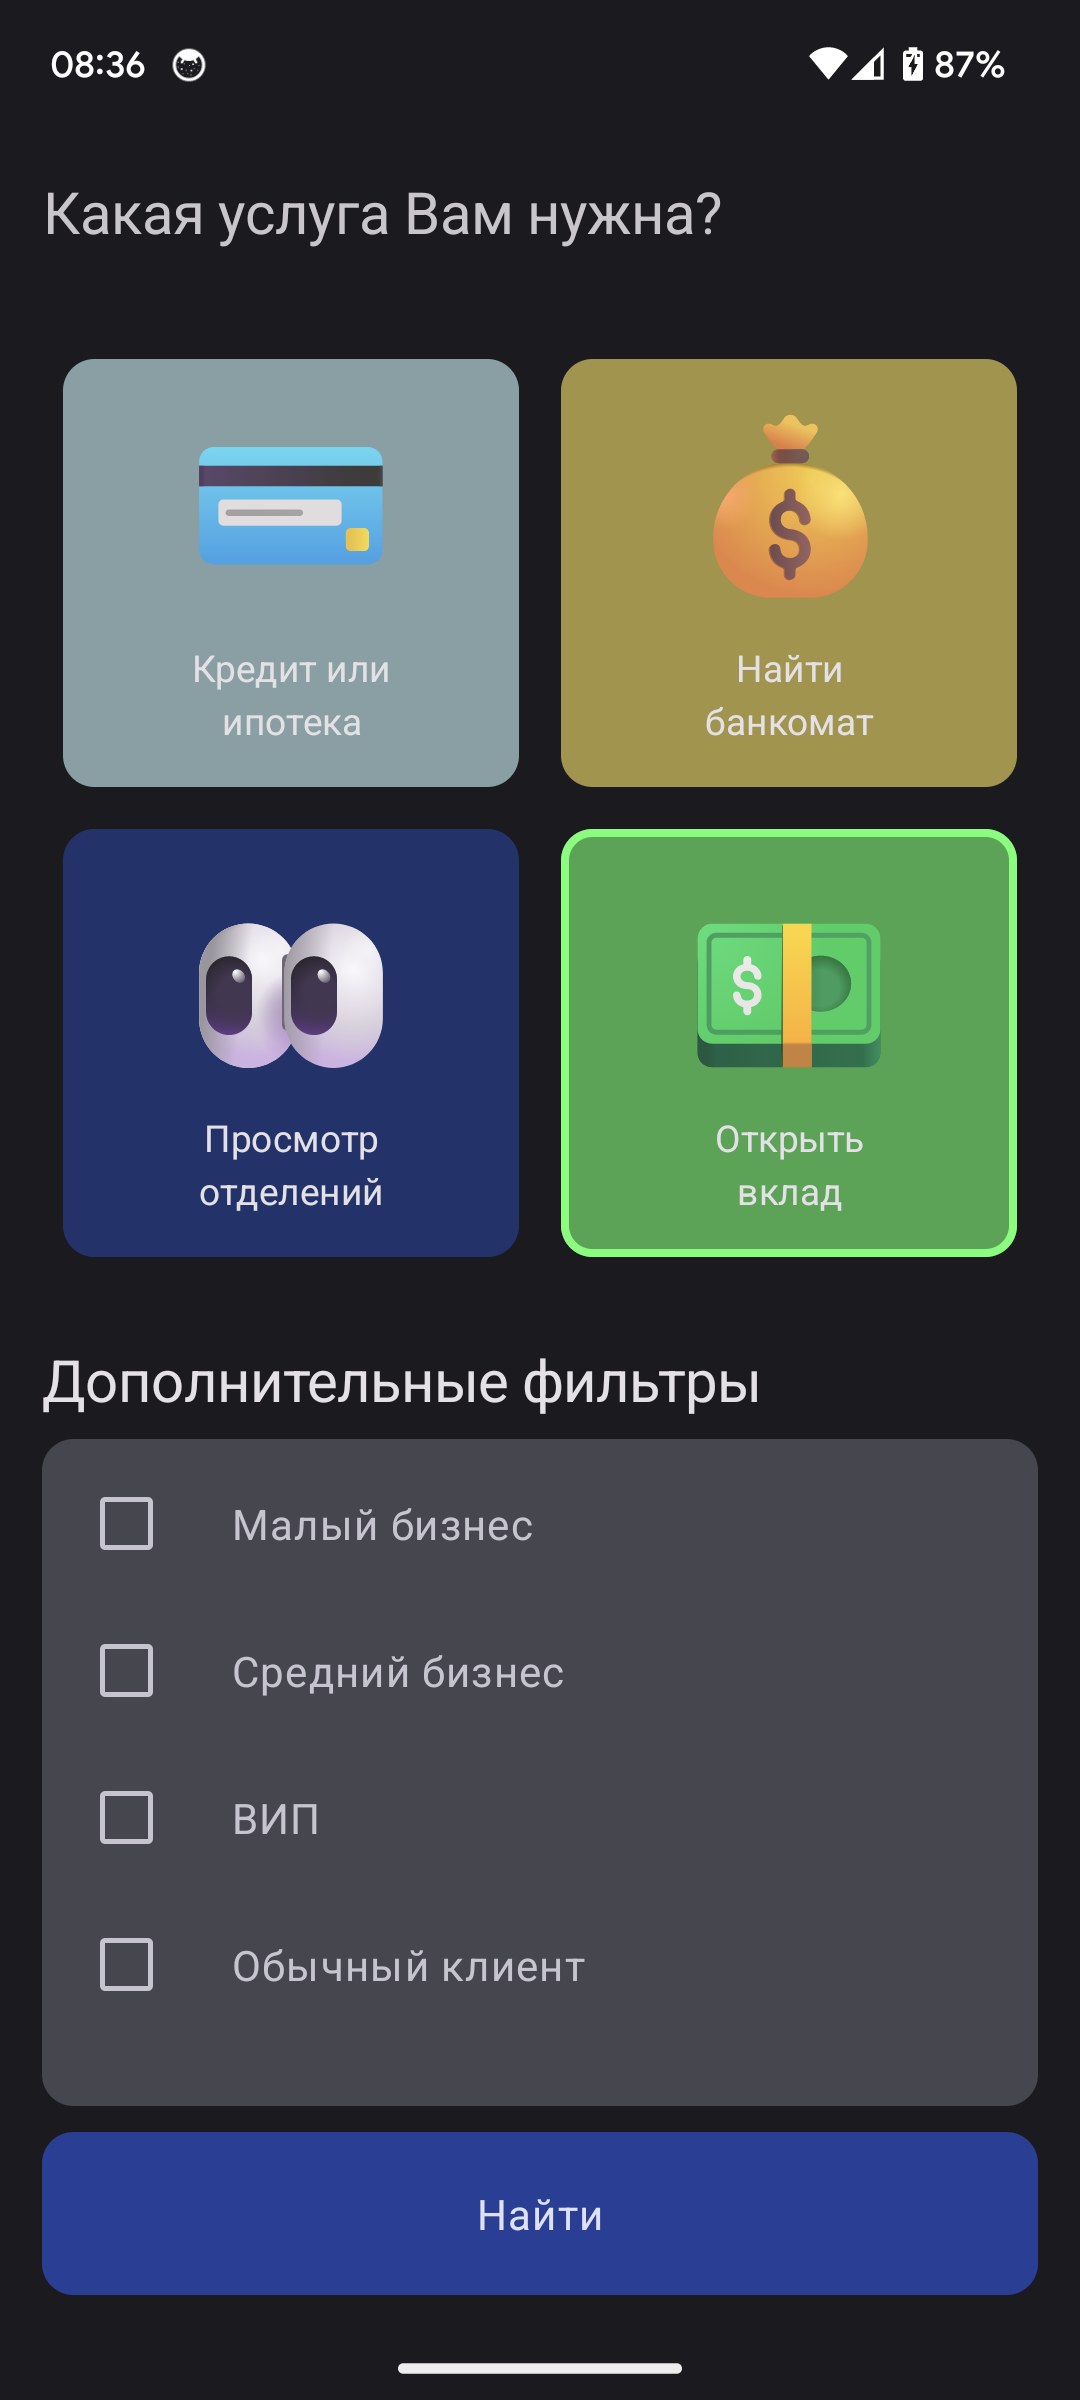 08:36
87%
Какая услуга Вам нужна?
Кредит или
ипотека
Найти
банкомат
$
Просмотр
отделений
Открыть
вклад
$
Дополнительные фильтры
Малый бизнес
Средний бизнес
ВИП
Обычный клиент
Найти